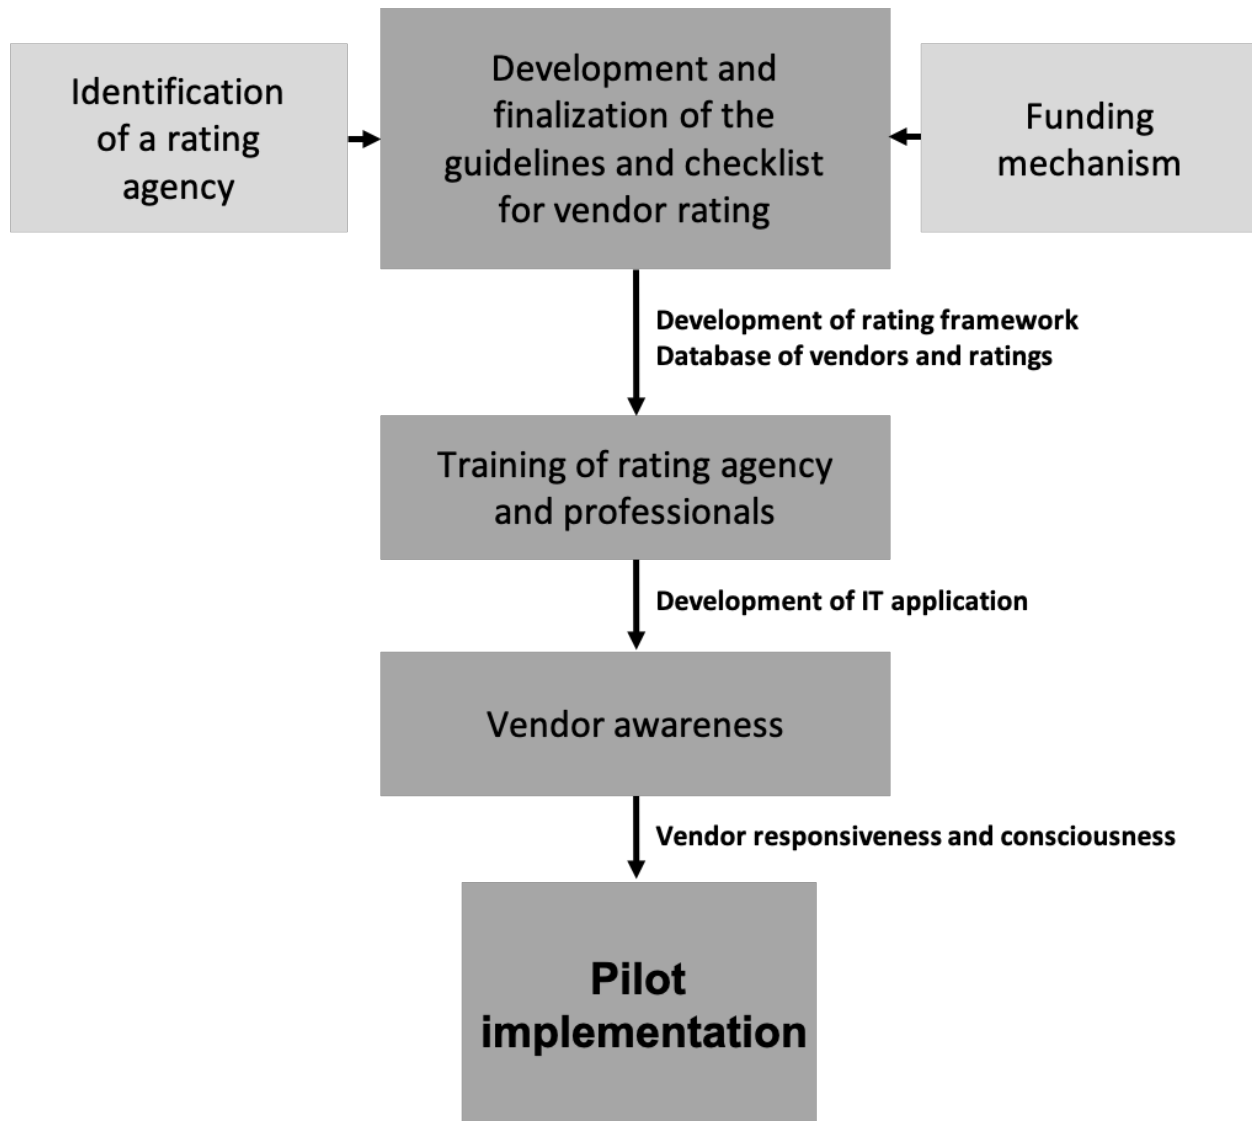 Identification
of a rating
agency
Development and
finalization of the
guidelines and checklist
for vendor rating
Funding
mechanism
Development of rating framework
Database of vendors and ratings
Training of rating agency
and professionals
Development of IT application
Vendor awareness
Vendor responsiveness and consciousness
Pilot
implementation